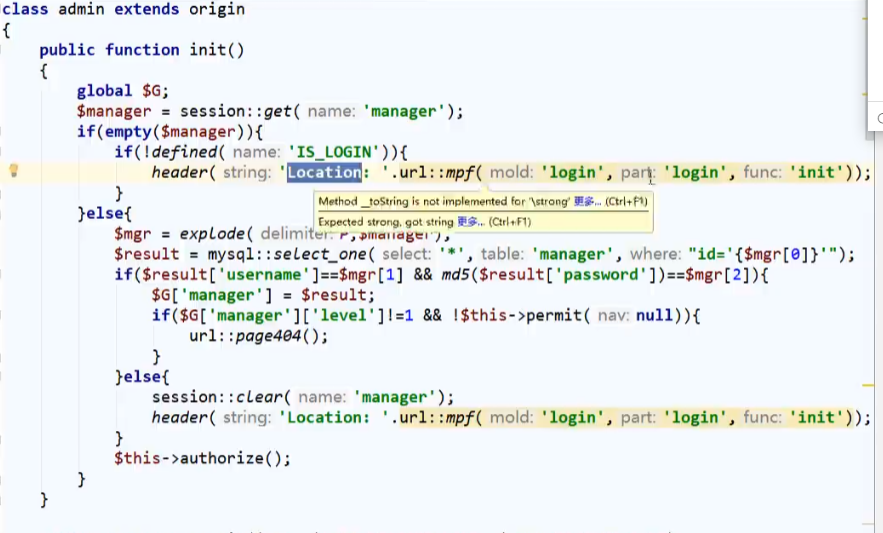 class admin extends origin
{
public function init()
{
global $G;
$manager = session::get( name: 'manager');
if(empty($manager)){
if(!defined( name: 'IS_LOGIN')){
header( string: 'Location: '.url::mpf( mold: 'login', part: 'login', func: 'init'));
}
Method __toString is not implemented for '\strong' 更多... (Ctrl+F1)
}else{
Expected strong, got string 更多... (Ctrl+F1)
$mgr = explode( delimiter: $manager);
$result = mysql::select_one( select: '*', table: 'manager', where: "id='{$mgr[0]}'");
if($result['username']==$mgr[1] && md5($result['password'])==$mgr[2]){
$G['manager'] = $result;
if($G['manager']['level']!=1 && !$this->permit( nav: null)){
url::page404();
}
}else{
session::clear( name: 'manager');
header( string: 'Location: '.url::mpf( mold: 'login', part: 'login', func: 'init'));
}
$this->authorize();
}
}